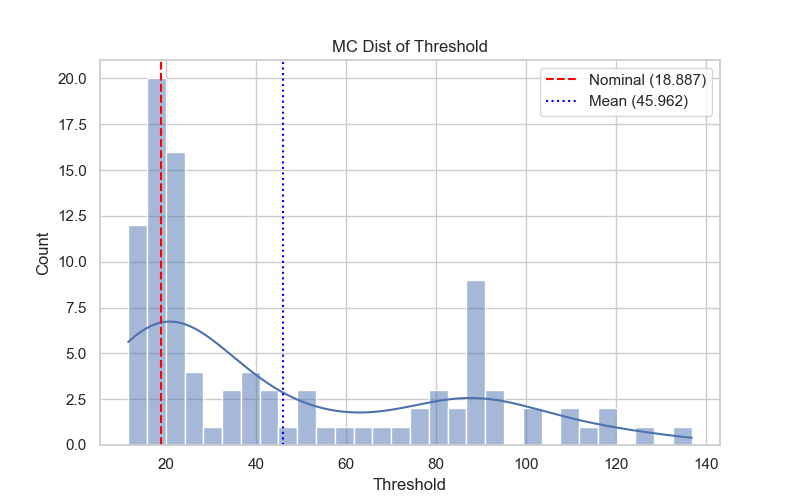 MC Dist of Threshold
Nominal (18.887)
Mean (45.962)
20.0
17.5
15.0
12.5
10.0
7.5
5.0
2.5
0.0
Count
20 40 60 80 100 120 140
Threshold